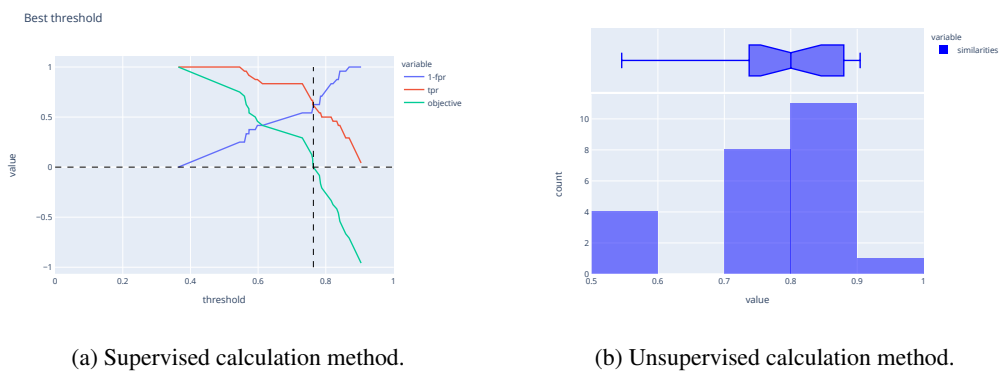 Best threshold
variable
1-fpr
tpr
objective
1
0.5
0
−0.5
−1
value
0
0.2
0.4
0.6
0.8
1
threshold
(a) Supervised calculation method.
variable
similarities
10
8
6
4
2
0
count
0.5
0.6
0.7
0.8
0.9
1
value
(b) Unsupervised calculation method.